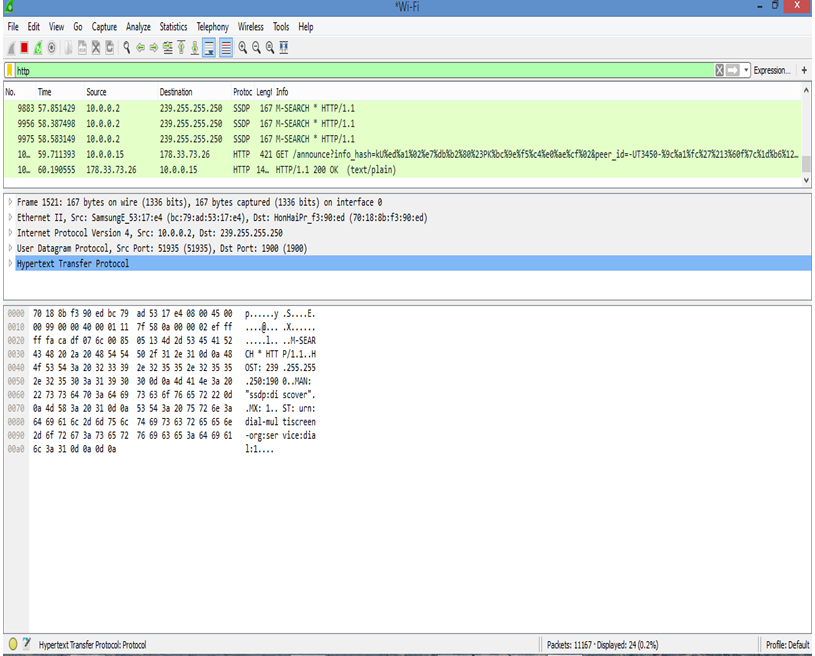 *Wi-Fi
File Edit View Go Capture Analyze Statistics Telephony Wireless Tools Help
http Expression... +
No. Time Source Destination Protoc Lengt Info
9883 57.851429 10.0.0.2 239.255.255.250 SSDP 167 M-SEARCH * HTTP/1.1
9956 58.387498 10.0.0.2 239.255.255.250 SSDP 167 M-SEARCH * HTTP/1.1
9975 58.583149 10.0.0.2 239.255.255.250 SSDP 167 M-SEARCH * HTTP/1.1
10... 59.711393 10.0.0.15 178.33.73.26 HTTP 421 GET /announce?info_hash=kU%ed%a1%02%e7%db%b2%80%23PK%bc%9e%f5%c4%e0%ae%cf%02&peer_id=-UT3450-%9c%a1%fc%27%213%60f%7c%1d%b6%12...
10... 60.190555 178.33.73.26 10.0.0.15 HTTP 14... HTTP/1.1 200 OK (text/plain)
Frame 1521: 167 bytes on wire (1336 bits), 167 bytes captured (1336 bits) on interface 0
Ethernet II, Src: SamsungE_53:17:e4 (bc:79:ad:53:17:e4), Dst: HonHaiPr_f3:90:ed (70:18:8b:f3:90:ed)
Internet Protocol Version 4, Src: 10.0.0.2, Dst: 239.255.255.250
User Datagram Protocol, Src Port: 51935 (51935), Dst Port: 1900 (1900)
Hypertext Transfer Protocol
0000 70 18 8b f3 90 ed bc 79 ad 53 17 e4 08 00 45 00 p......y .S....E.
0010 00 99 00 00 40 00 01 11 7f 58 0a 00 00 02 ef ff ....@... .X......
0020 ff fa ca df 07 6c 00 85 05 13 4d 2d 53 45 41 52 .....l.. ..M-SEAR
0030 43 48 20 2a 20 48 54 54 50 2f 31 2e 31 0d 0a 48 CH * HTT P/1.1..H
0040 4f 53 54 3a 20 32 33 39 2e 32 35 35 2e 32 35 35 OST: 239 .255.255
0050 2e 32 35 30 3a 31 39 30 30 0d 0a 4d 41 4e 3a 20 .250:190 0..MAN:
0060 22 73 73 64 70 3a 64 69 73 63 6f 76 65 72 22 0d "ssdp:di scover".
0070 0a 4d 58 3a 20 31 0d 0a 53 54 3a 20 75 72 6e 3a .MX: 1.. ST: urn:
0080 64 69 61 6c 2d 6d 75 6c 74 69 73 63 72 65 65 6e dial-mul tiscreen
0090 2d 6f 72 67 3a 73 65 72 76 69 63 65 3a 64 69 61 -org:ser vice:dia
00a0 6c 3a 31 0d 0a 0d 0a l:1....
Hypertext Transfer Protocol: Protocol Packets: 11167 · Displayed: 24 (0.2%) Profile: Default